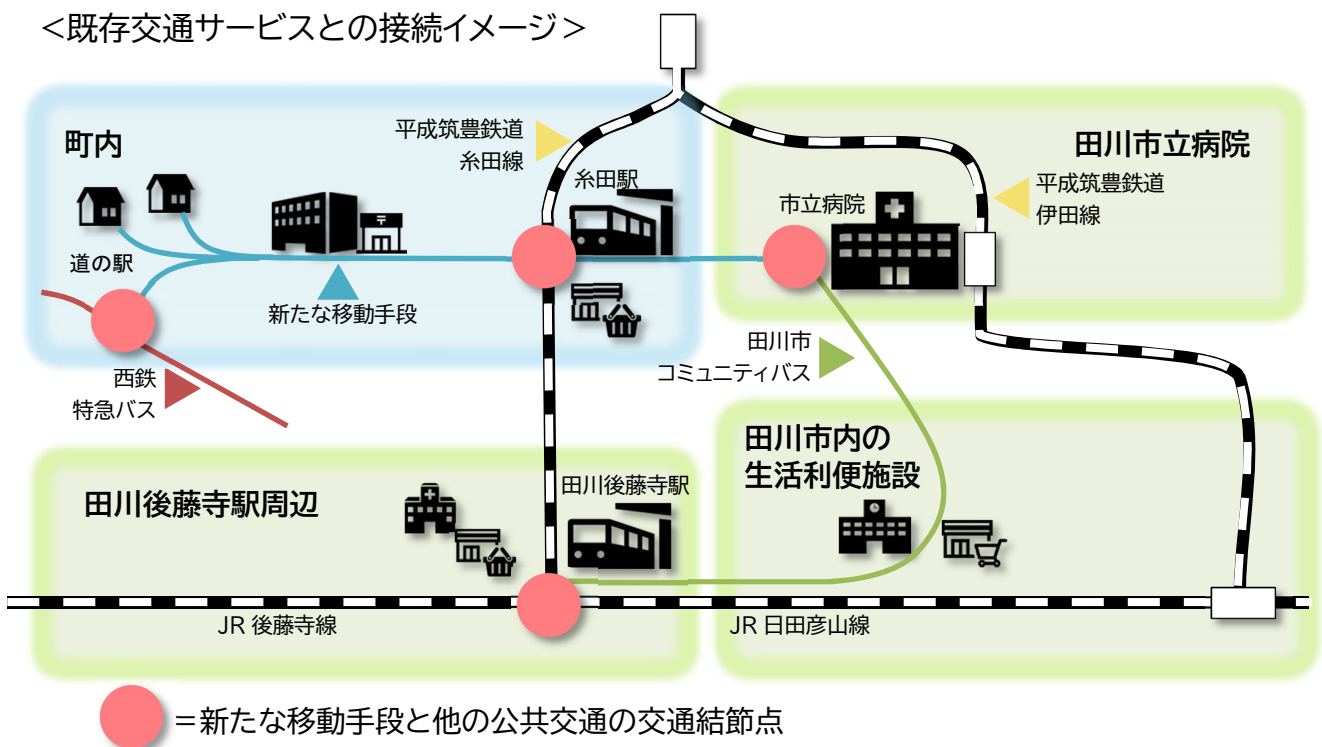 ＜既存交通サービスとの接続イメージ＞
町内
平成筑豊鉄道
糸田線
糸田駅
道の駅
新たな移動手段
西鉄
特急バス
田川市立病院
市立病院
平成筑豊鉄道
伊田線
田川市
コミュニティバス
田川後藤寺駅周辺
田川後藤寺駅
田川市内の
生活利便施設
JR 後藤寺線
JR 日田彦山線
＝新たな移動手段と他の公共交通の交通結節点